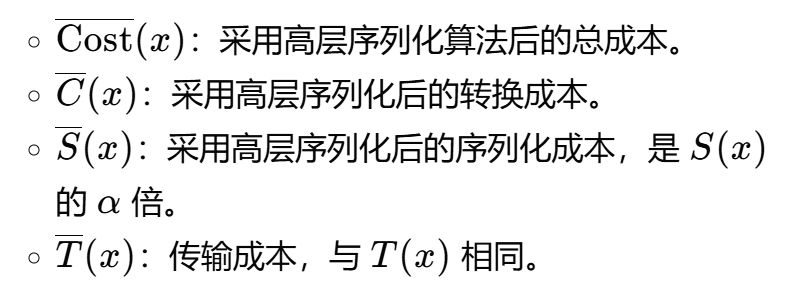 ◦ $\overline{\text{Cost}}(x)$：采用高层序列化算法后的总成本。
◦ $\overline{C}(x)$：采用高层序列化后的转换成本。
◦ $\overline{S}(x)$：采用高层序列化后的序列化成本，是 $S(x)$
的 $\alpha$ 倍。
◦ $\overline{T}(x)$：传输成本，与 $T(x)$ 相同。